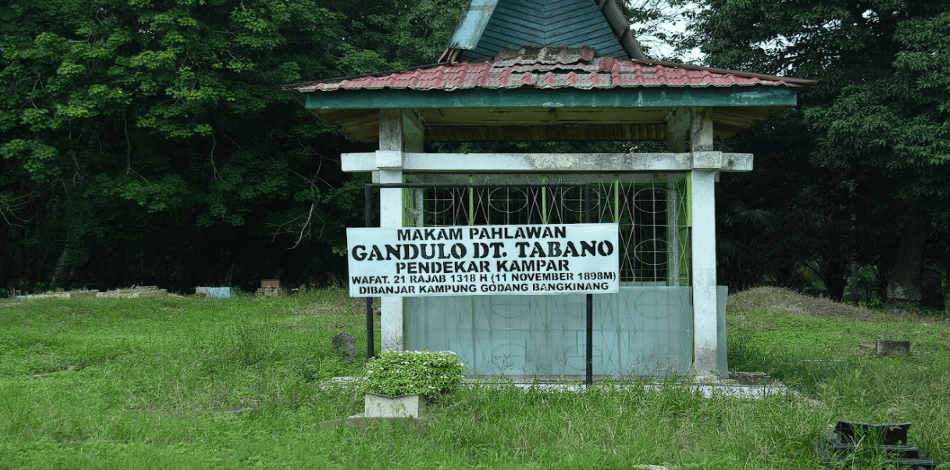 MAKAM PAHLAWAN
GANDULO DT. TABANO
PENDEKAR KAMPAR
WAFAT. 21 RAJAB 1318 H (11 NOVEMBER 1898M)
DIBANJAR KAMPUNG GODANG BANGKINANG